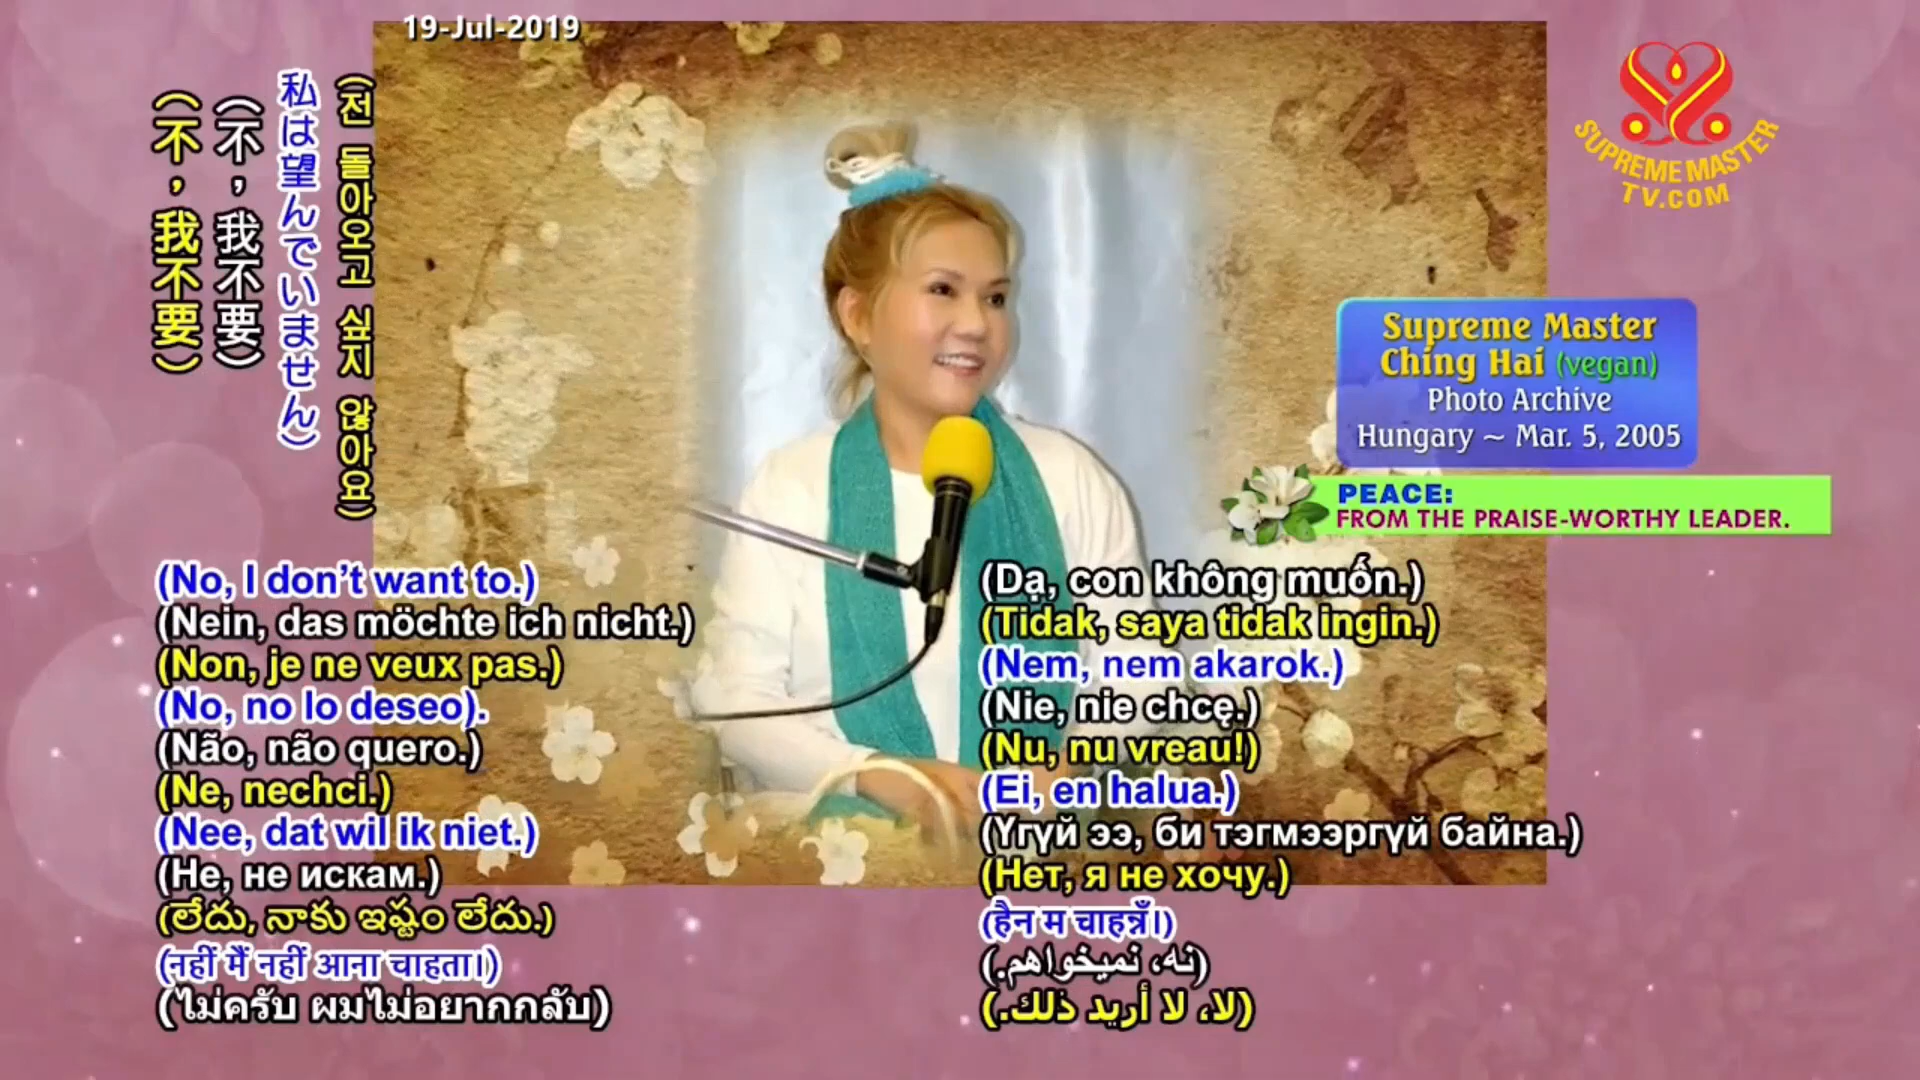 19-Jul-2019
(전 돌아오고 싶지 않아요)
私は望んでいません)
(不，我不要)
(不，我不要)
SUPREME MASTER
TV.COM
Supreme Master
Ching Hai (vegan)
Photo Archive
Hungary ~ Mar. 5, 2005
PEACE:
FROM THE PRAISE-WORTHY LEADER.
(No, I don’t want to.)
(Nein, das möchte ich nicht.)
(Non, je ne veux pas.)
(No, no lo deseo).
(Não, não quero.)
(Ne, nechci.)
(Nee, dat wil ik niet.)
(Не, не искам.)
(లేదు, నాకు ఇష్టం లేదు.)
(नहीं मैं नहीं आना चाहता।)
(ไม่ครับ ผมไม่อยากกลับ)
(Dạ, con không muốn.)
(Tidak, saya tidak ingin.)
(Nem, nem akarok.)
(Nie, nie chcę.)
(Nu, nu vreau!)
(Ei, en halua.)
(Үгүй ээ, би тэгмээргүй байна.)
(Нет, я не хочу.)
(हैन म चाहन्नँ।)
(نه، نمیخواهم.)
(لا، لا أريد ذلك.)